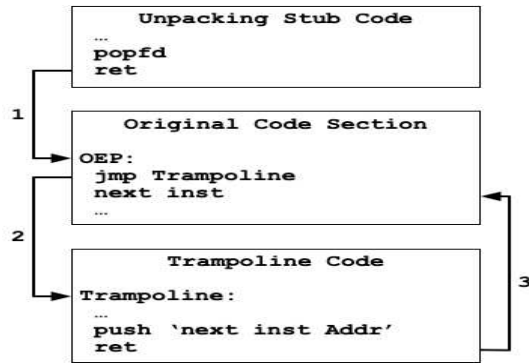 Unpacking Stub Code
…
popfd
ret
1
Original Code Section
OEP:
jmp Trampoline
next inst
…
2
Trampoline Code
Trampoline:
…
push ‘next inst Addr’
ret
3